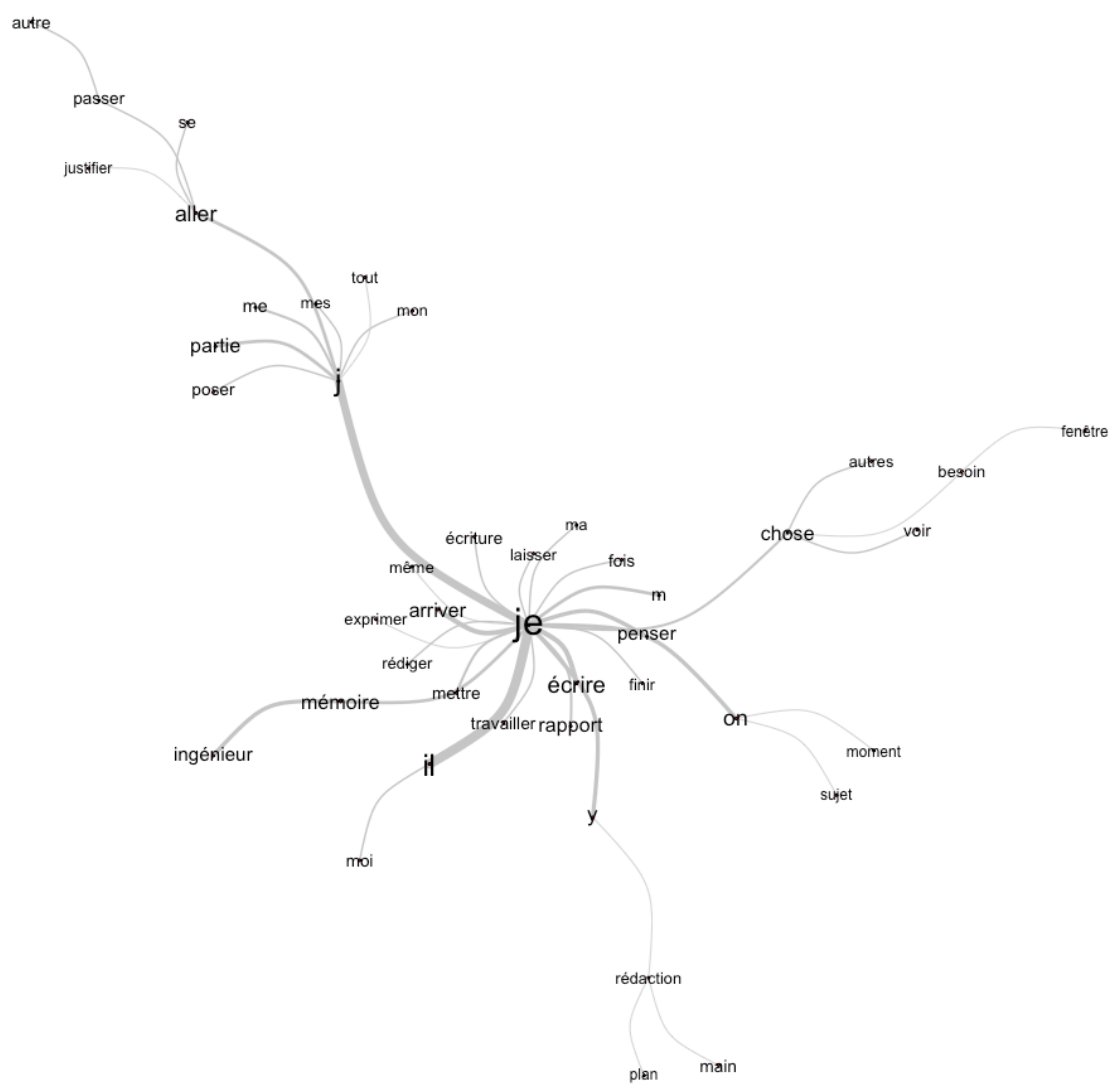 autre
passer
se
justifier
aller
tout
me
mes
mon
partie
j
poser
fenêtre
autres
besoin
chose
voir
écriture
ma
laisser
fois
même
m
exprimer
arriver
je
penser
rédiger
mettre
écrire
finir
mémoire
travailler
rapport
on
ingénieur
il
moment
sujet
y
moi
rédaction
plan
main